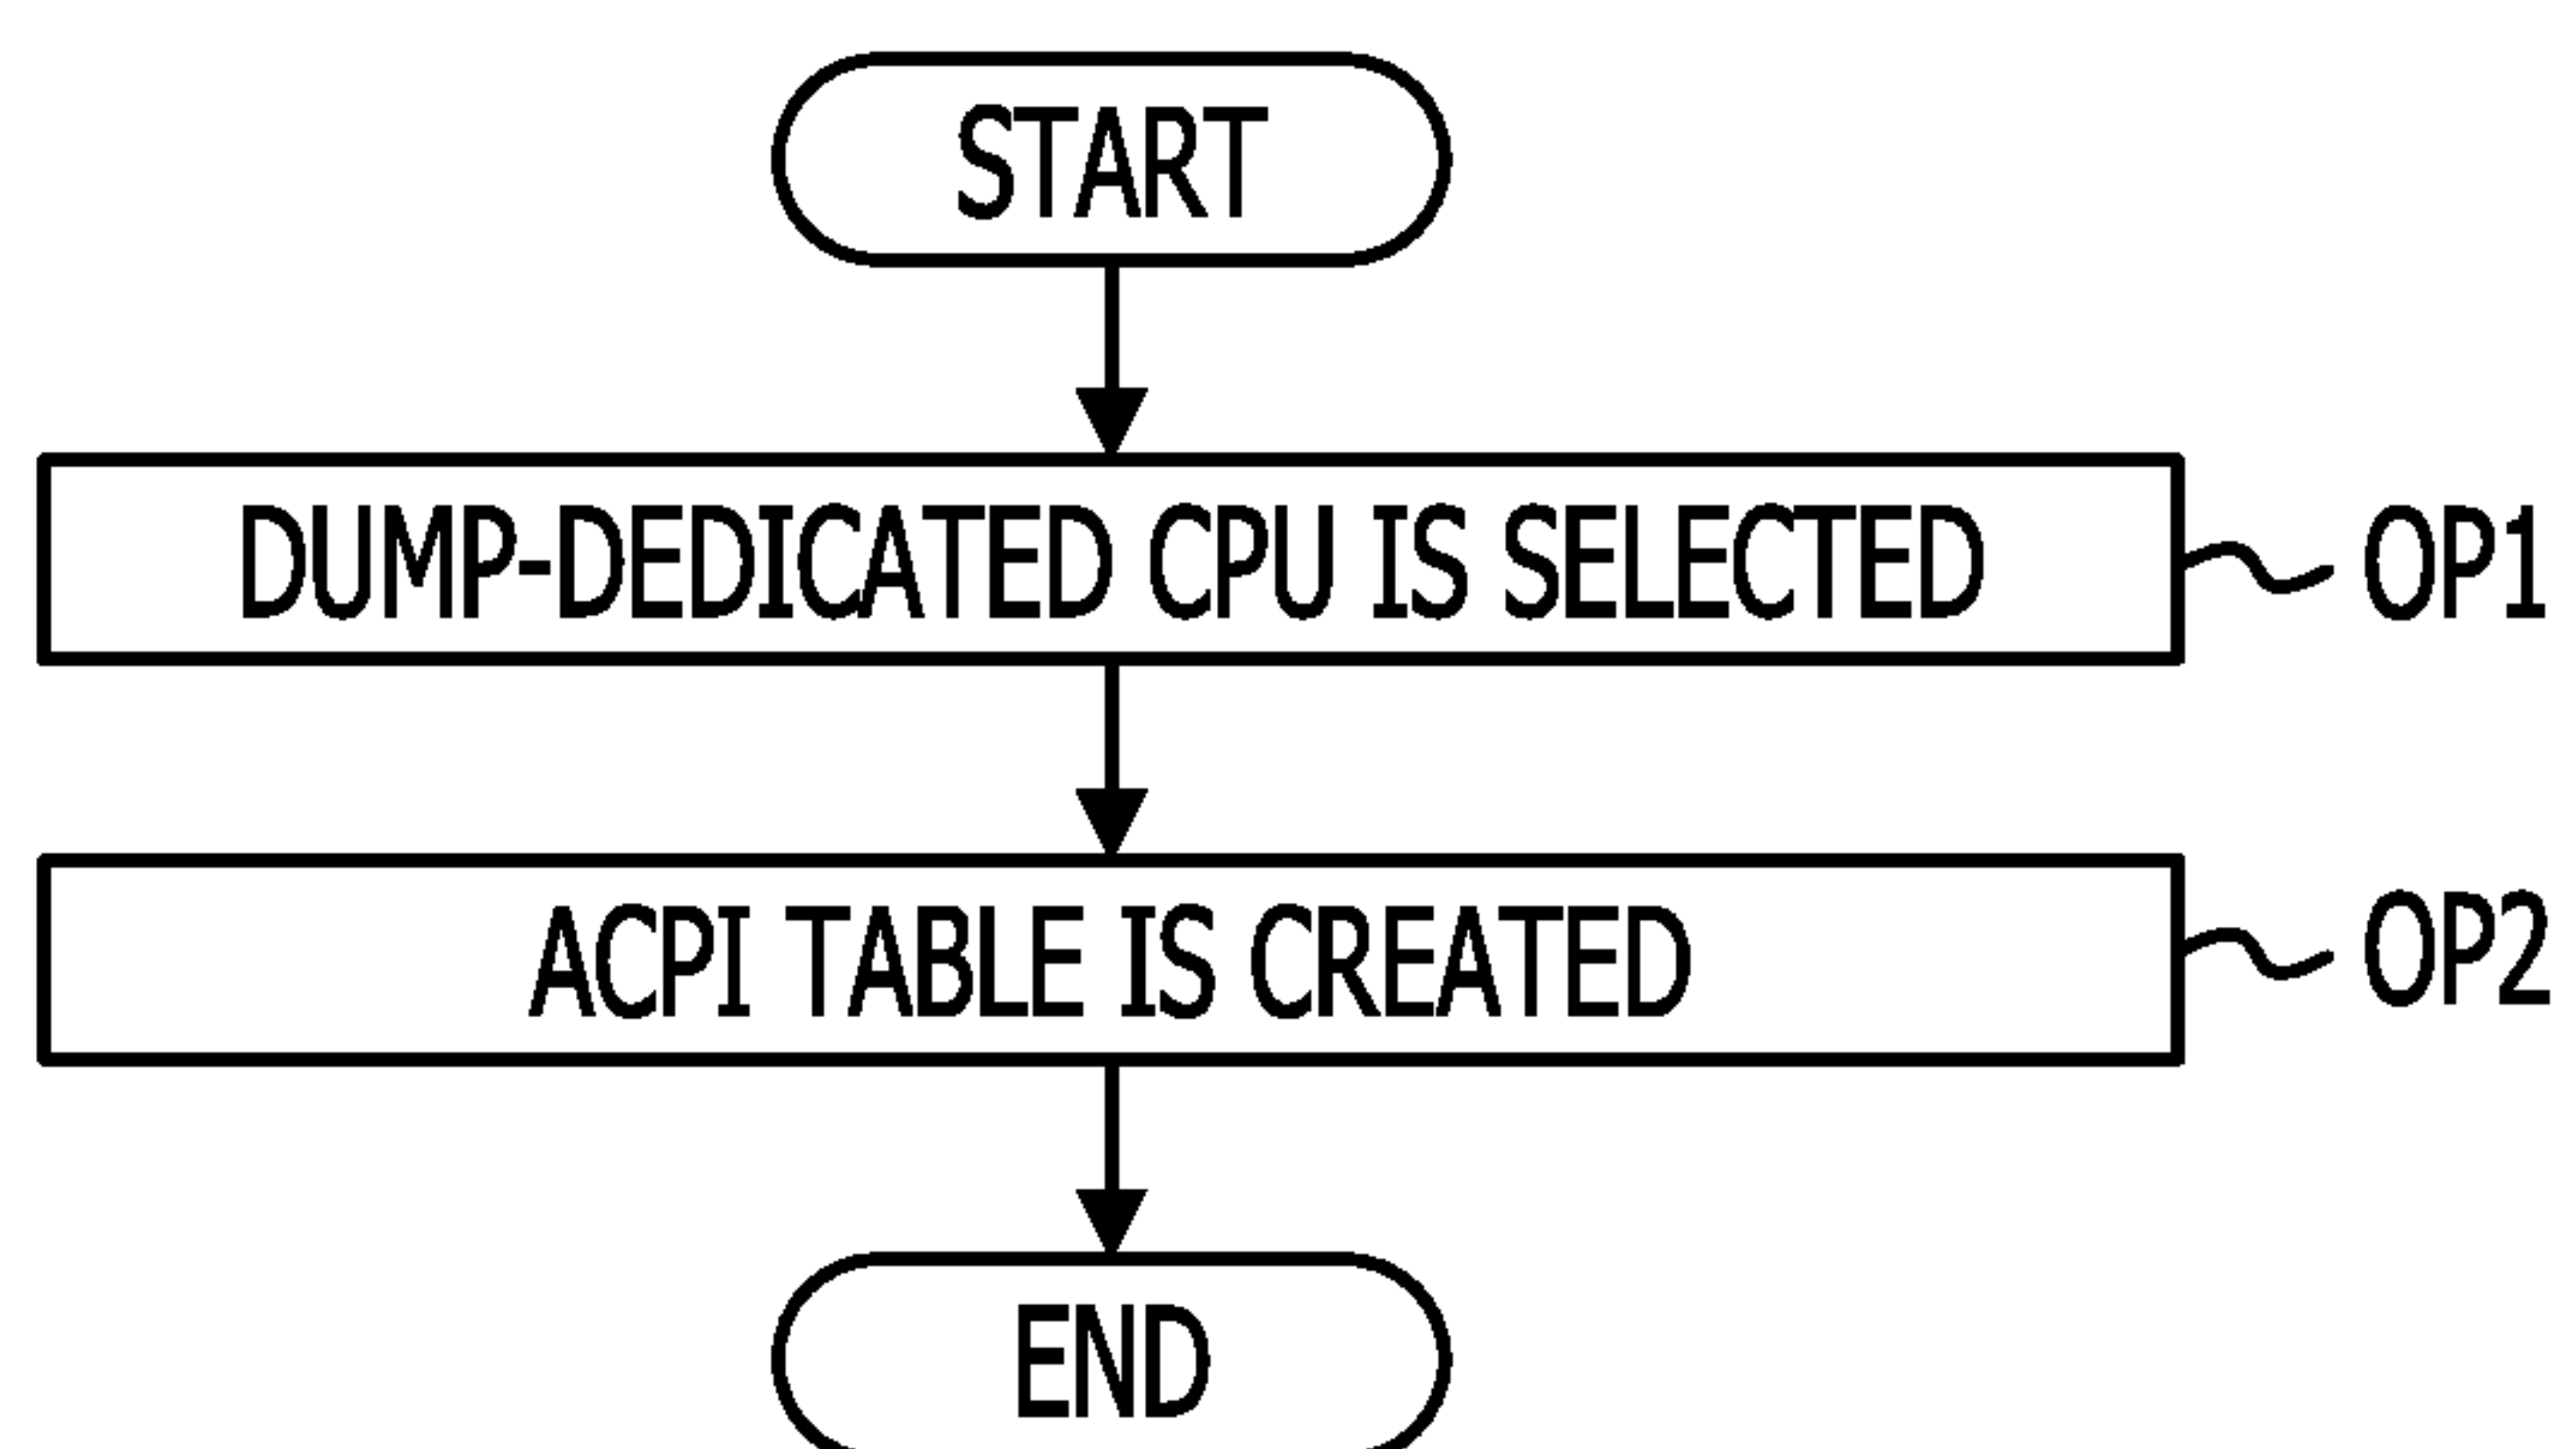 START
DUMP-DEDICATED CPU IS SELECTED
OP1
ACPI TABLE IS CREATED
OP2
END